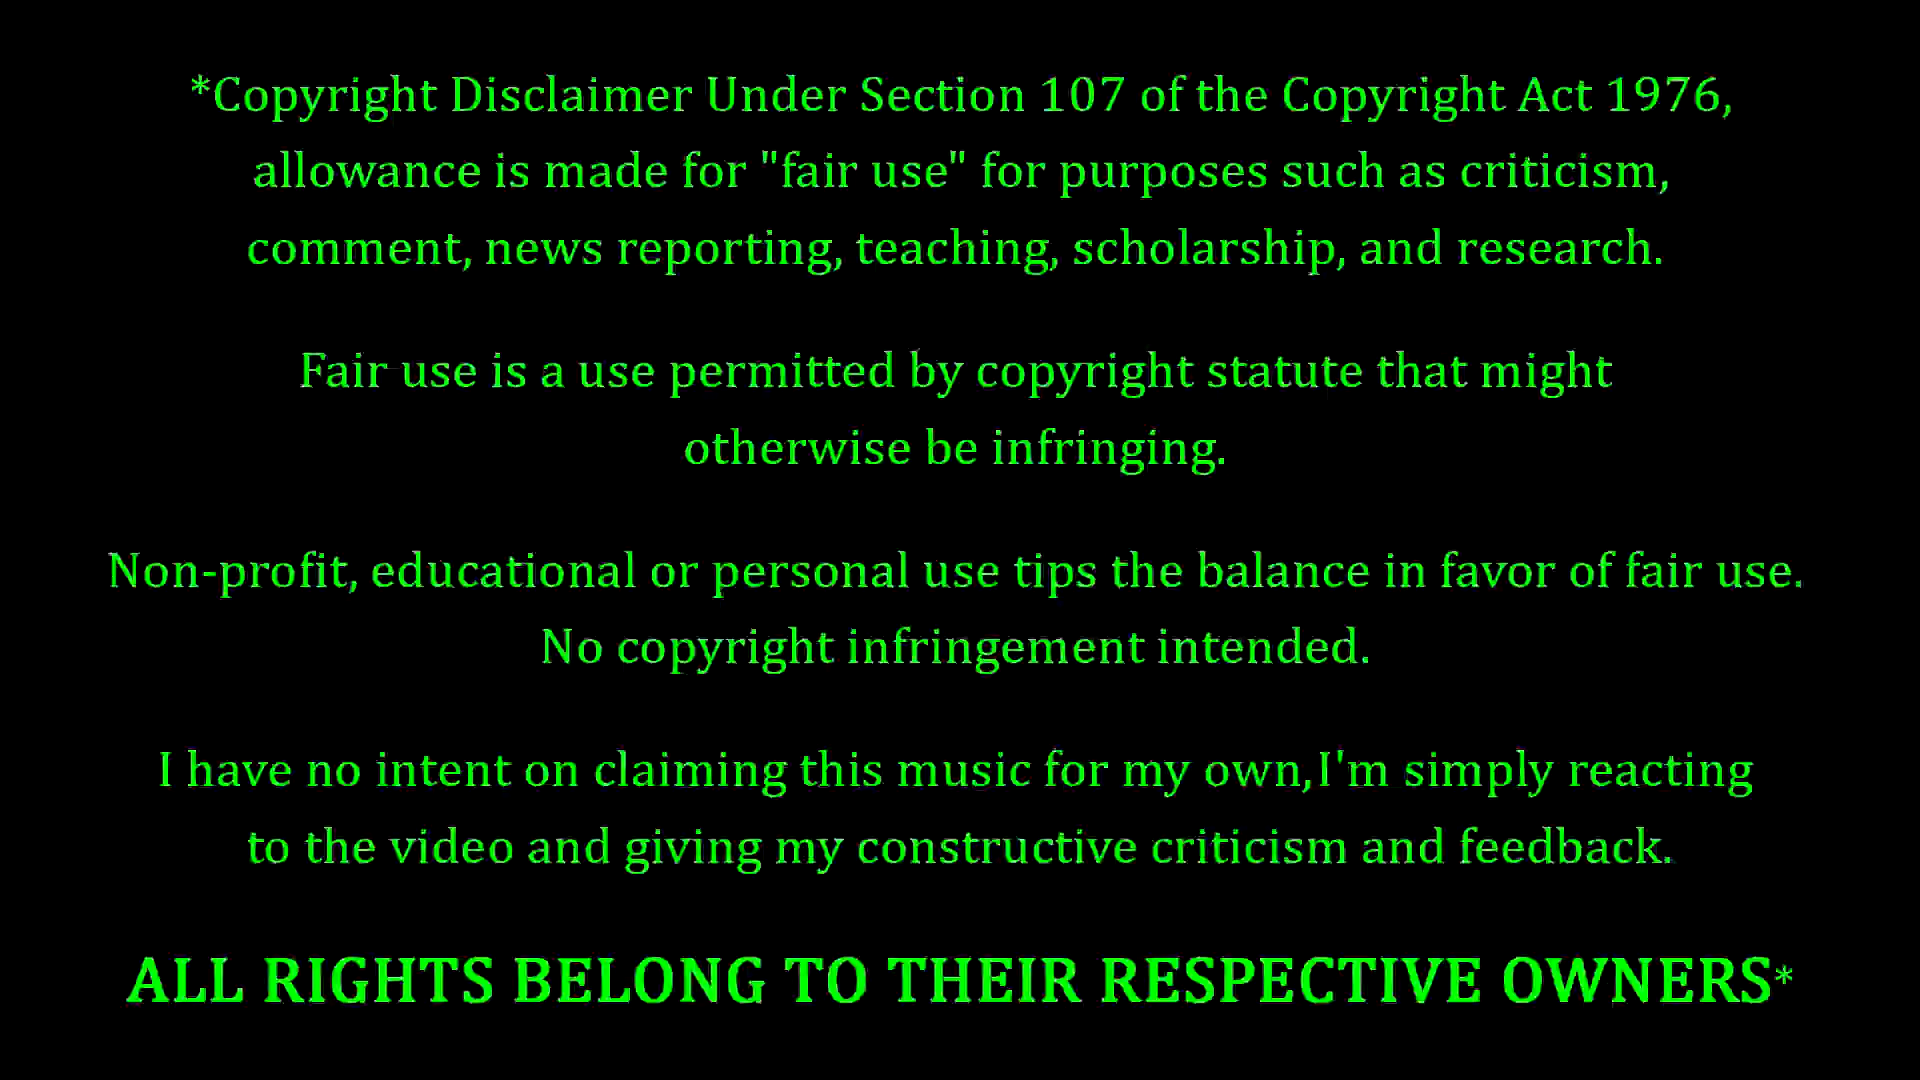 *Copyright Disclaimer Under Section 107 of the Copyright Act 1976,
allowance is made for "fair use" for purposes such as criticism,
comment, news reporting, teaching, scholarship, and research.
Fair use is a use permitted by copyright statute that might
otherwise be infringing.
Non-profit, educational or personal use tips the balance in favor of fair use.
No copyright infringement intended.
I have no intent on claiming this music for my own,I'm simply reacting
to the video and giving my constructive criticism and feedback.
ALL RIGHTS BELONG TO THEIR RESPECTIVE OWNERS*